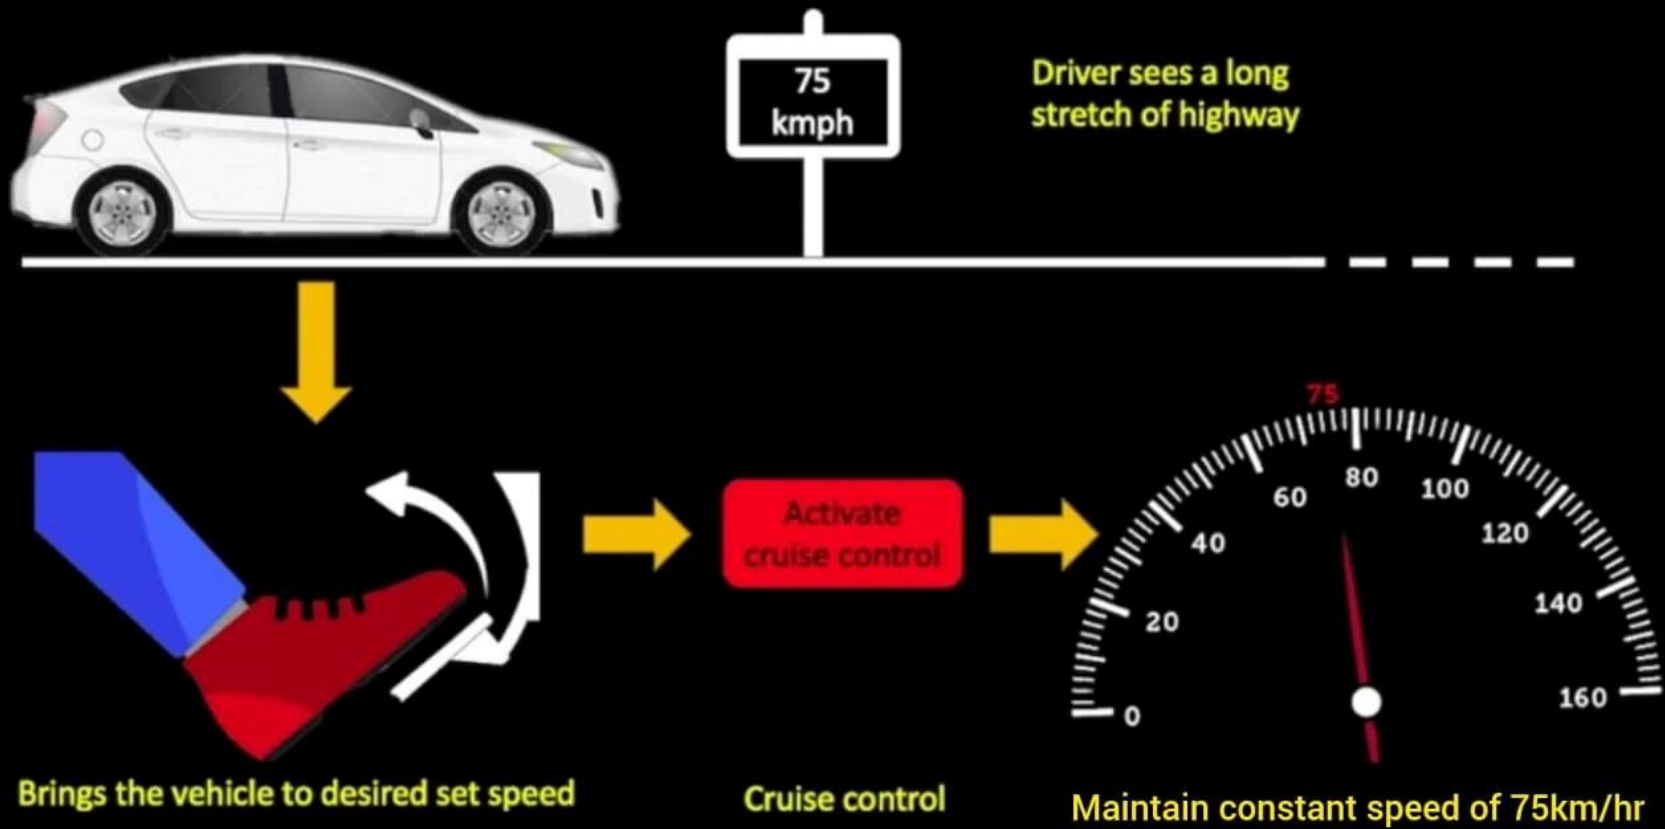 75
kmph
Driver sees a long
stretch of highway
75
0
20
40
60
80
100
120
140
160
Activate
cruise control
Brings the vehicle to desired set speed
Cruise control
Maintain constant speed of 75km/hr